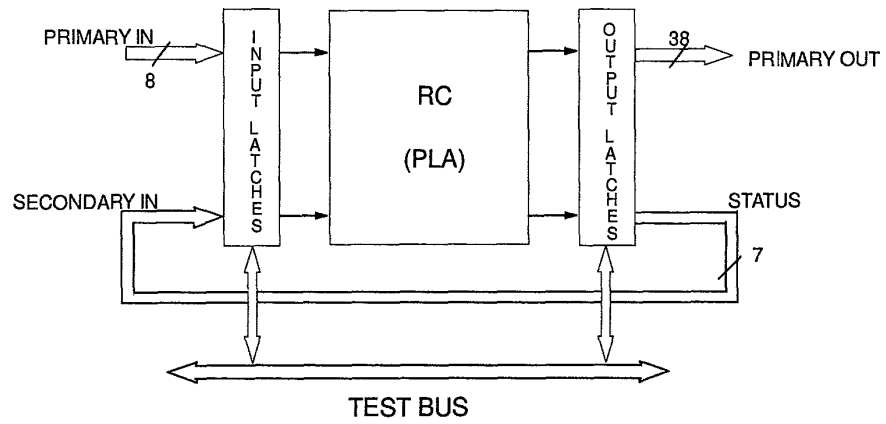 PRIMARY IN
8
SECONDARY IN
INPUT LATCHES
RC
(PLA)
OUTPUT LATCHES
38
PRIMARY OUT
STATUS
7
TEST BUS